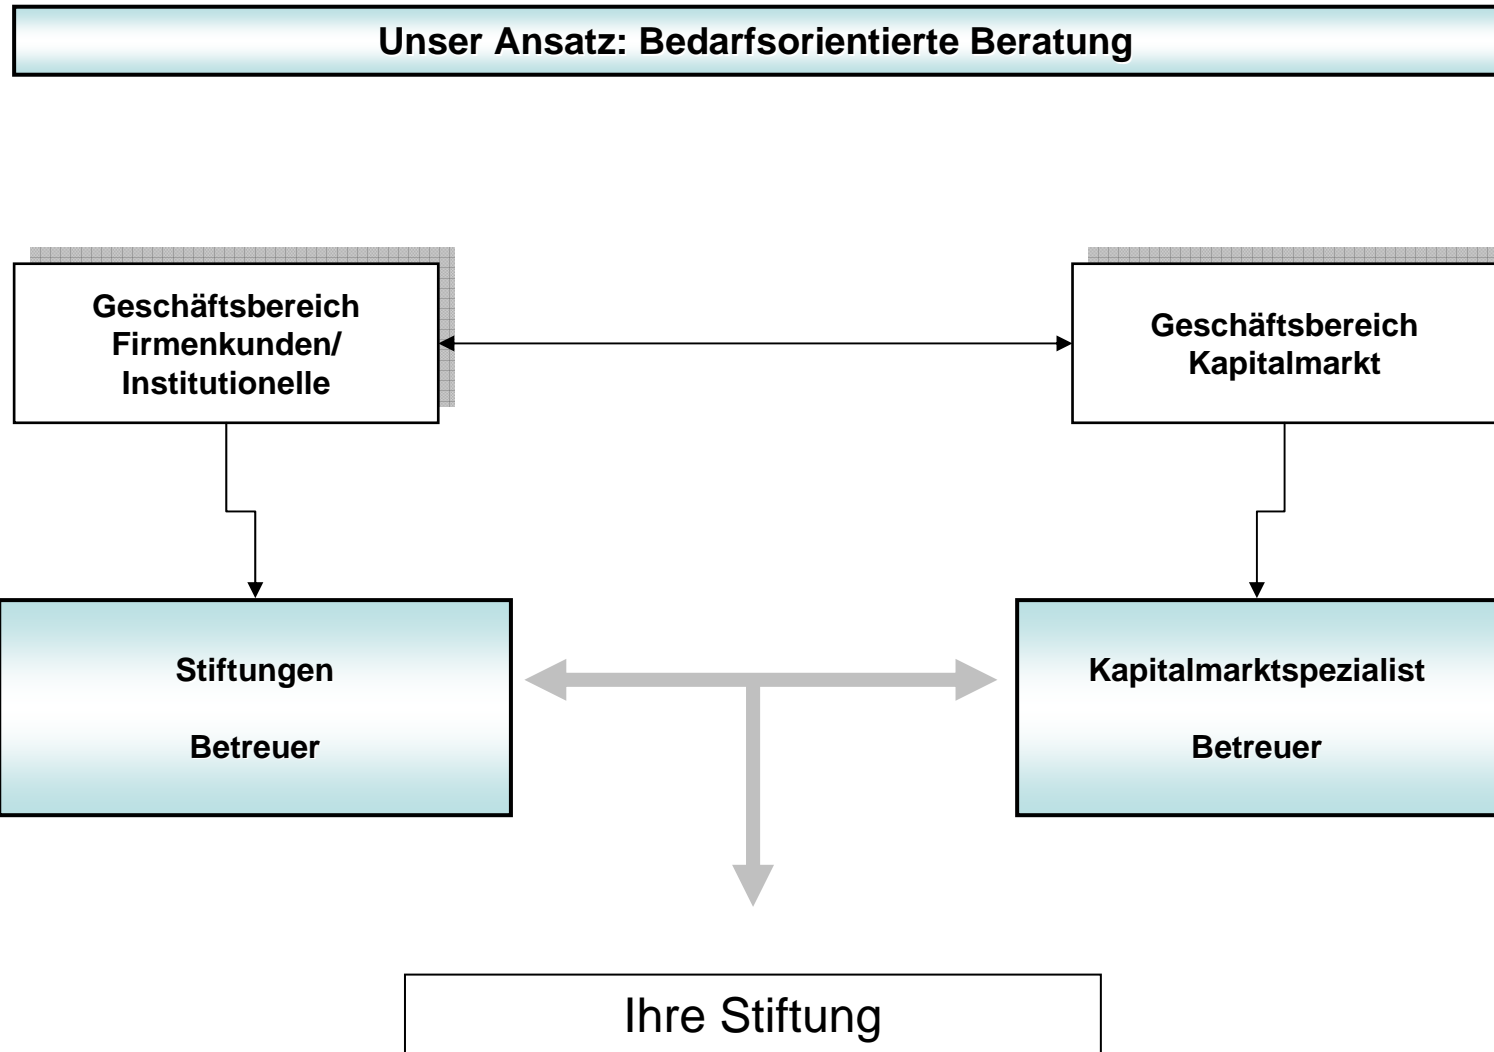 Unser Ansatz: Bedarfsorientierte Beratung
Geschäftsbereich
Firmenkunden/
Institutionelle
Geschäftsbereich
Kapitalmarkt
Stiftungen
Betreuer
Kapitalmarktspezialist
Betreuer
Ihre Stiftung